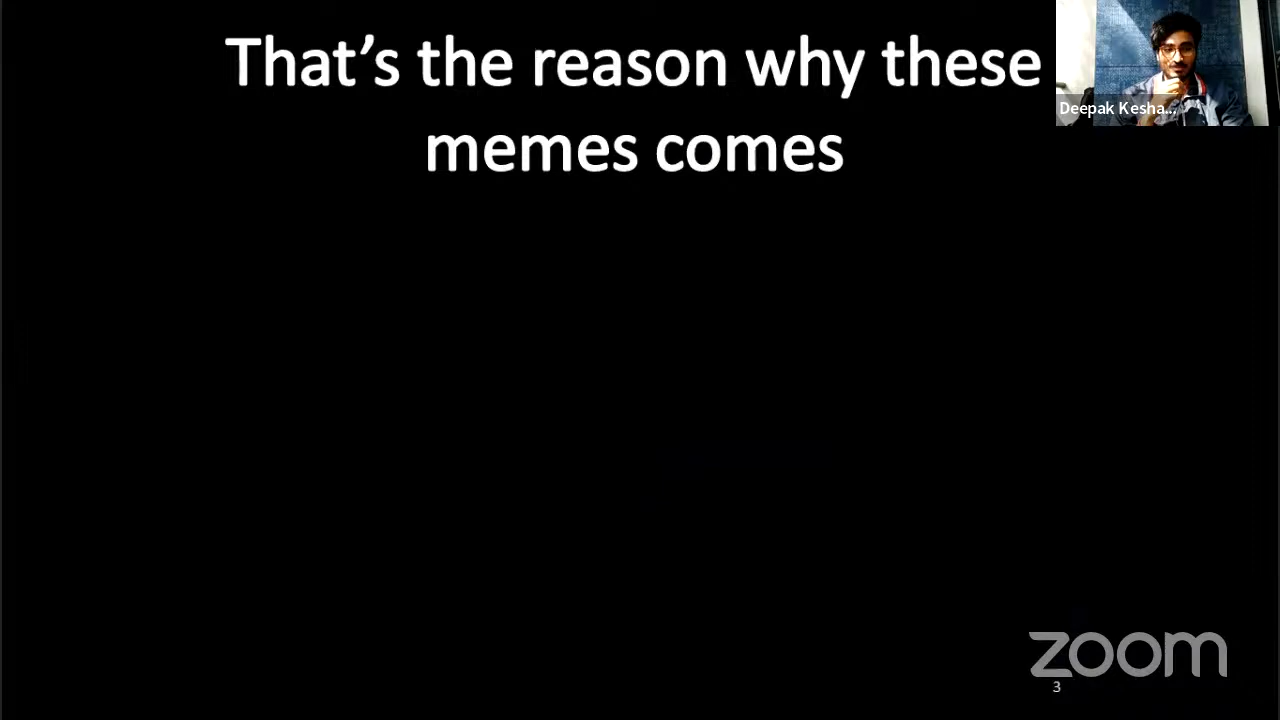 That’s the reason why these
memes comes
Deepak Kesha...
zoom
3